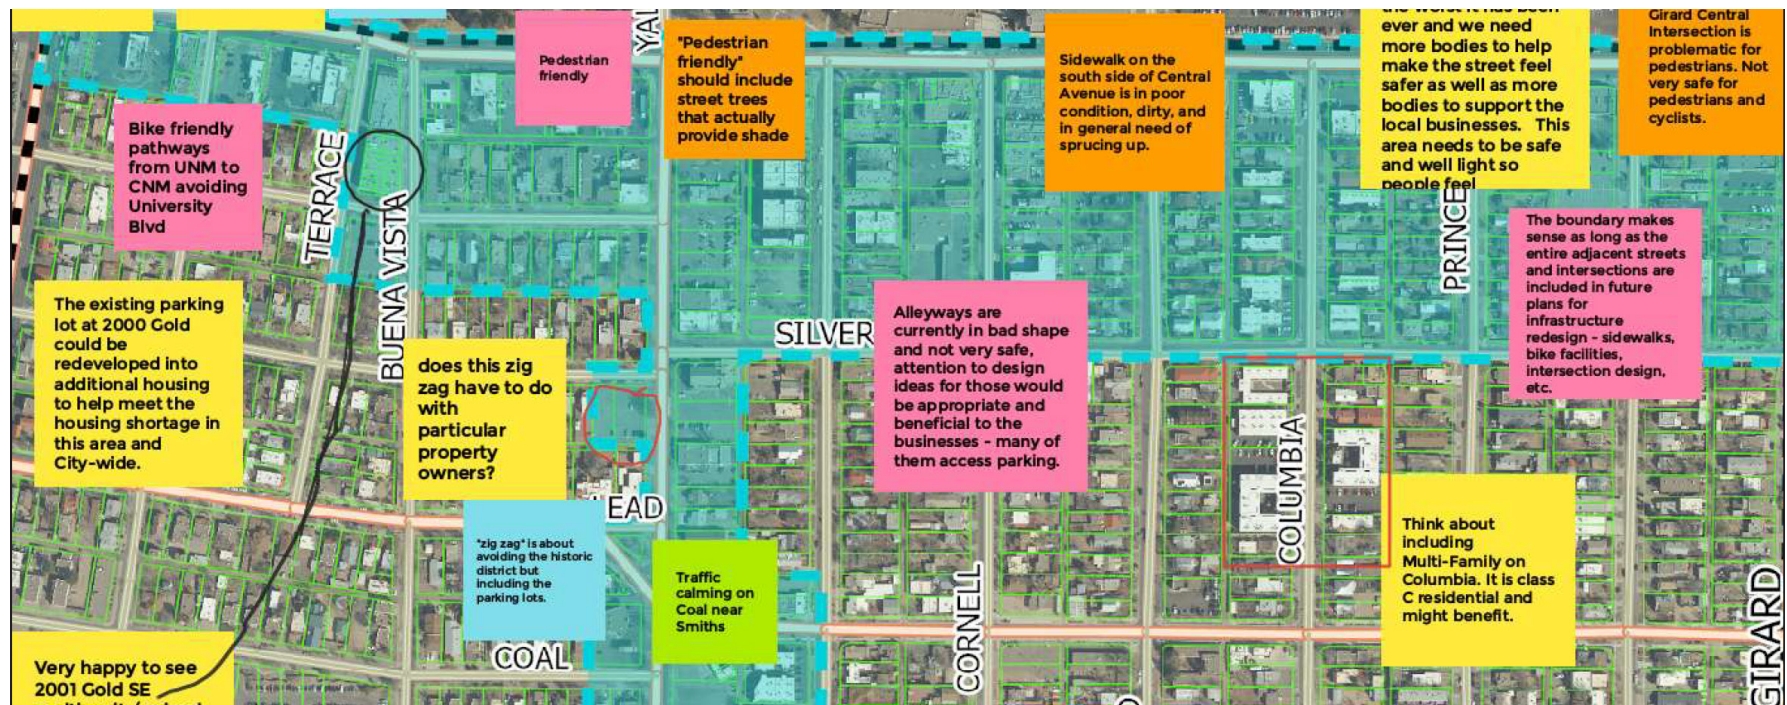 YAL
Pedestrian
friendly
"Pedestrian
friendly"
should include
street trees
that actually
provide shade
Sidewalk on the
south side of Central
Avenue is in poor
condition, dirty, and
in general need of
sprucing up.
the worst it has been
ever and we need
more bodies to help
make the street feel
safer as well as more
bodies to support the
local businesses. This
area needs to be safe
and well light so
people feel
Girard Central
Intersection is
problematic for
pedestrians. Not
very safe for
pedestrians and
cyclists.
Bike friendly
pathways
from UNM to
CNM avoiding
University
Blvd
TERRACE
BUENA VISTA
PRINCE
The boundary makes
sense as long as the
entire adjacent streets
and intersections are
included in future
plans for
infrastructure
redesign - sidewalks,
bike facilities,
intersection design,
etc.
The existing parking
lot at 2000 Gold
could be
redeveloped into
additional housing
to help meet the
housing shortage in
this area and
City-wide.
does this zig
zag have to do
with
particular
property
owners?
SILVER
Alleyways are
currently in bad shape
and not very safe,
attention to design
ideas for those would
be appropriate and
beneficial to the
businesses - many of
them access parking.
COLUMBIA
EAD
"zig zag" is about
avoiding the historic
district but
including the
parking lots.
Traffic
calming on
Coal near
Smiths
Think about
including
Multi-Family on
Columbia. It is class
C residential and
might benefit.
CORNELL
GIRARD
COAL
Very happy to see
2001 Gold SE